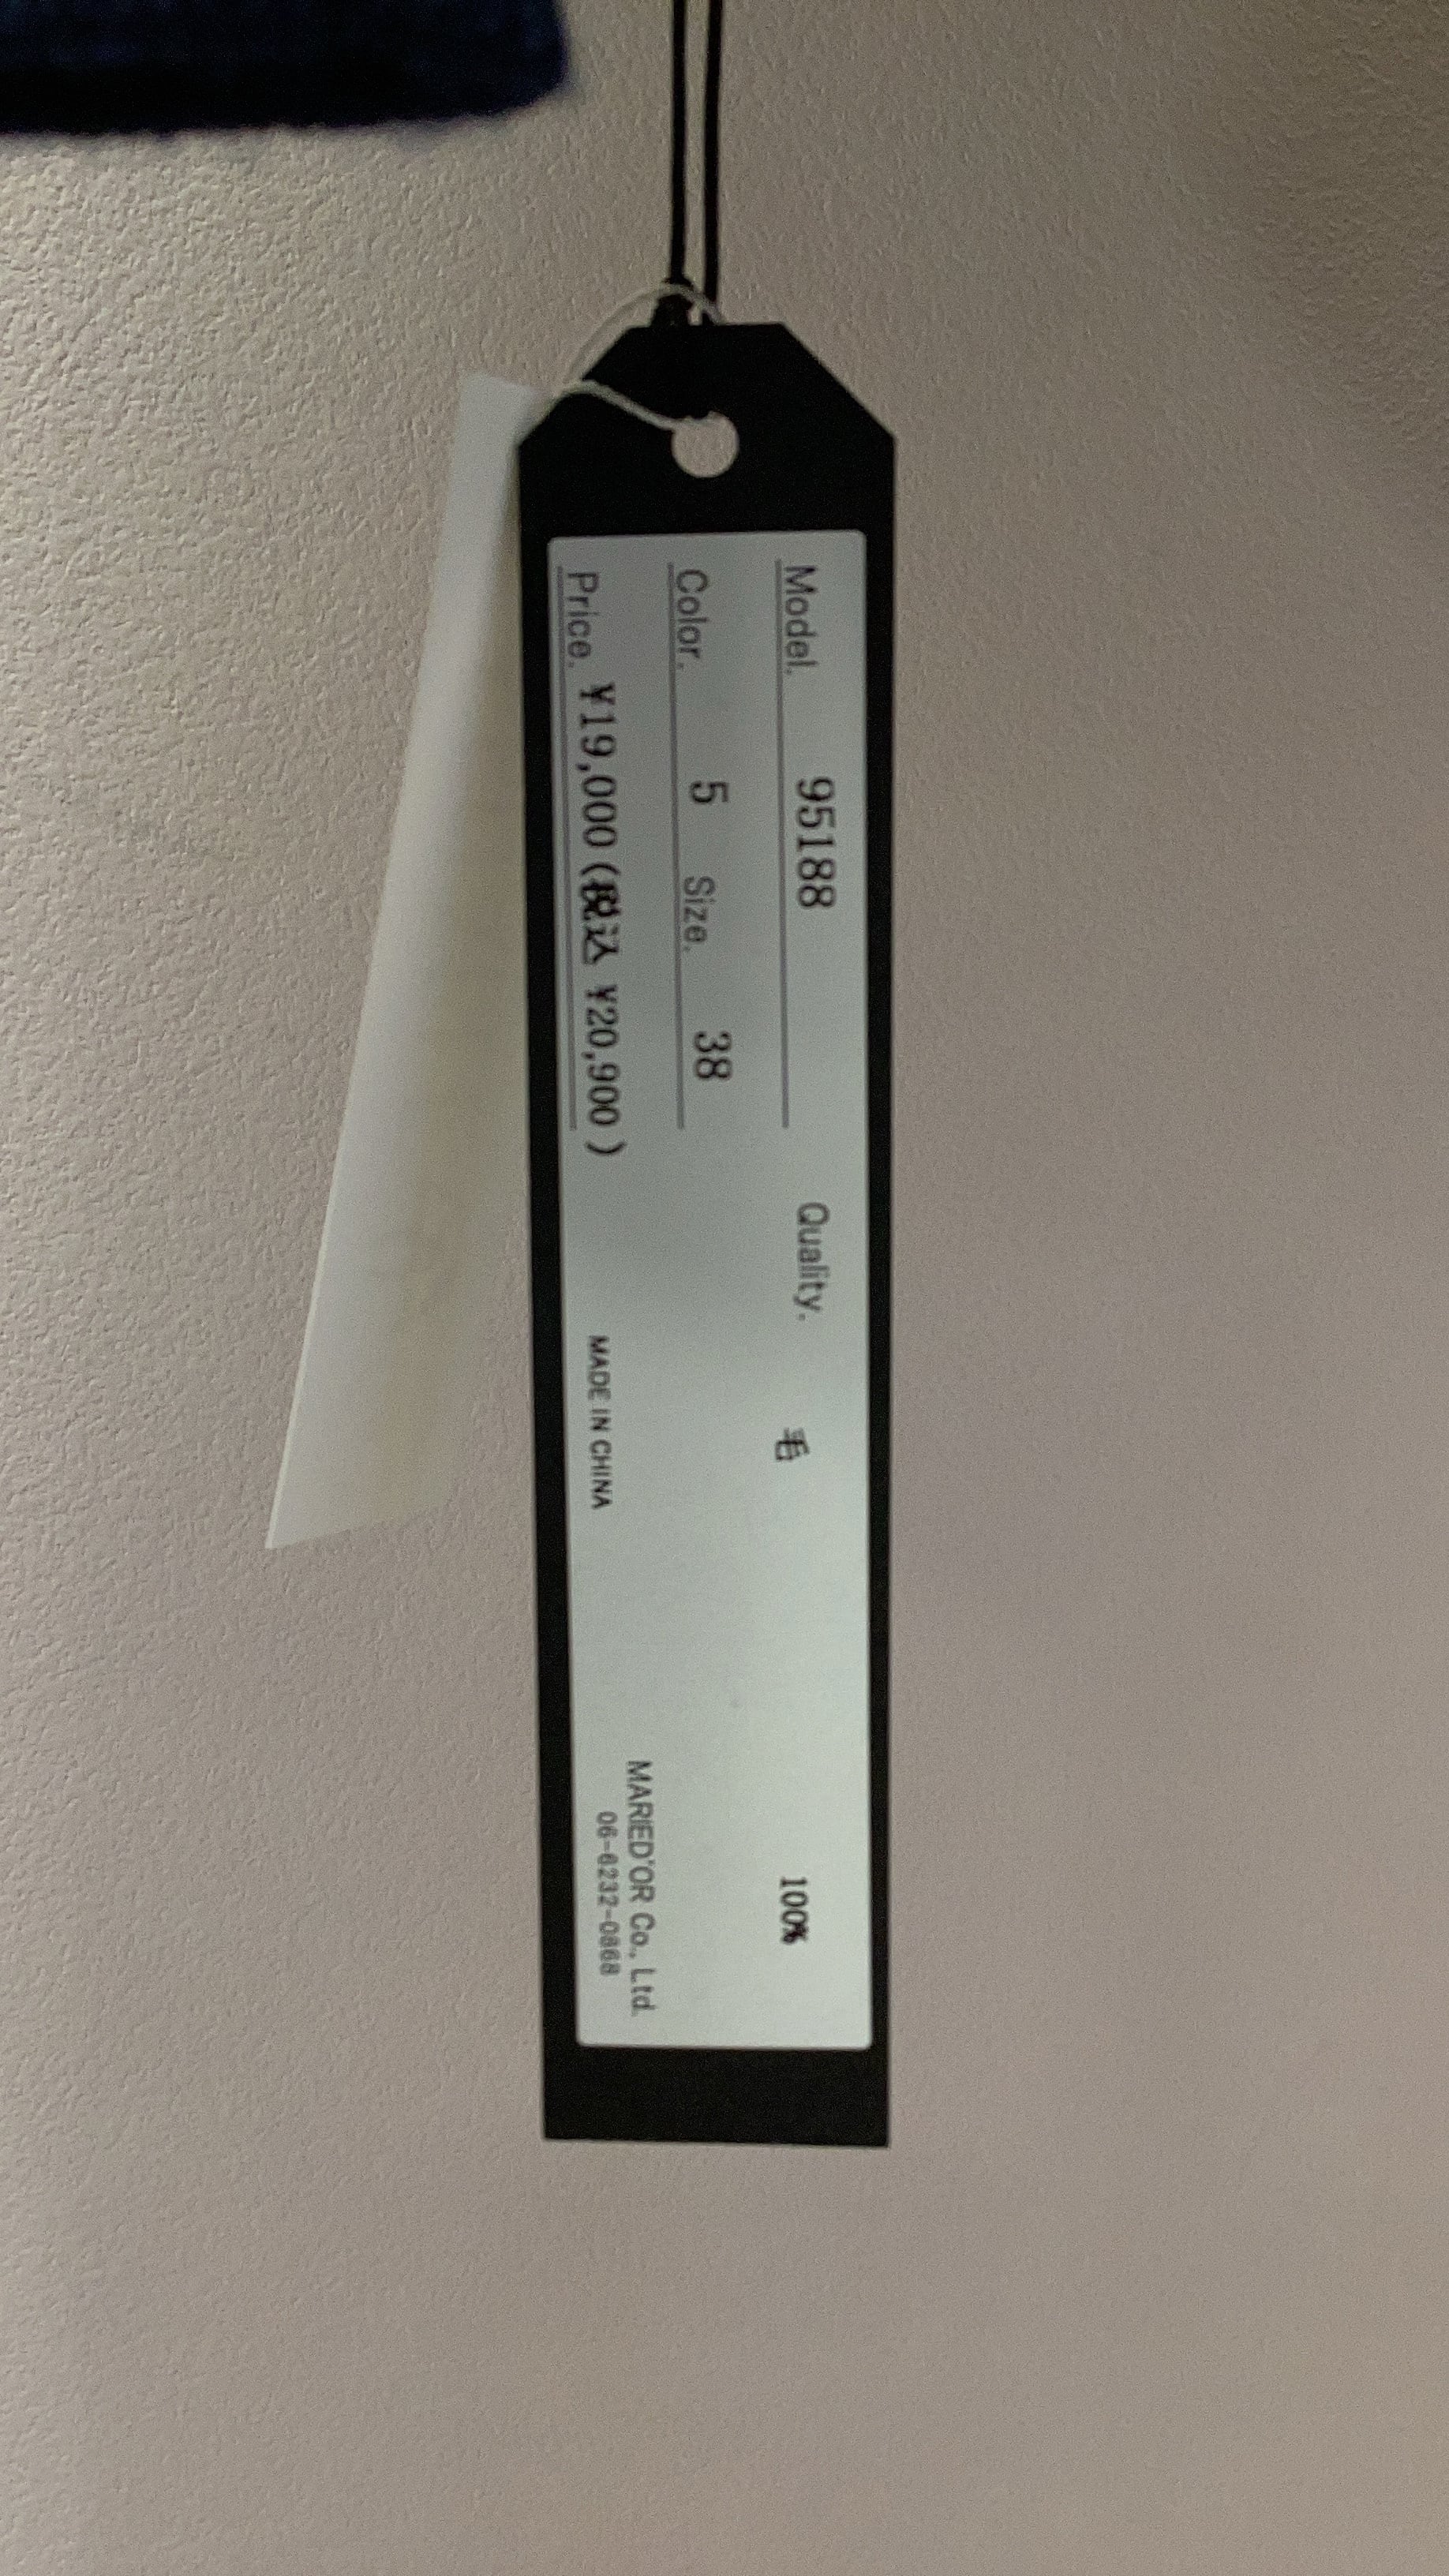 Model. 95188
Color. 5 Size. 38
Price. ¥19,000(税込 ¥20,900)
Quality.
毛 100%
MADE IN CHINA
MARIED'OR Co., Ltd.
06-6232-0868